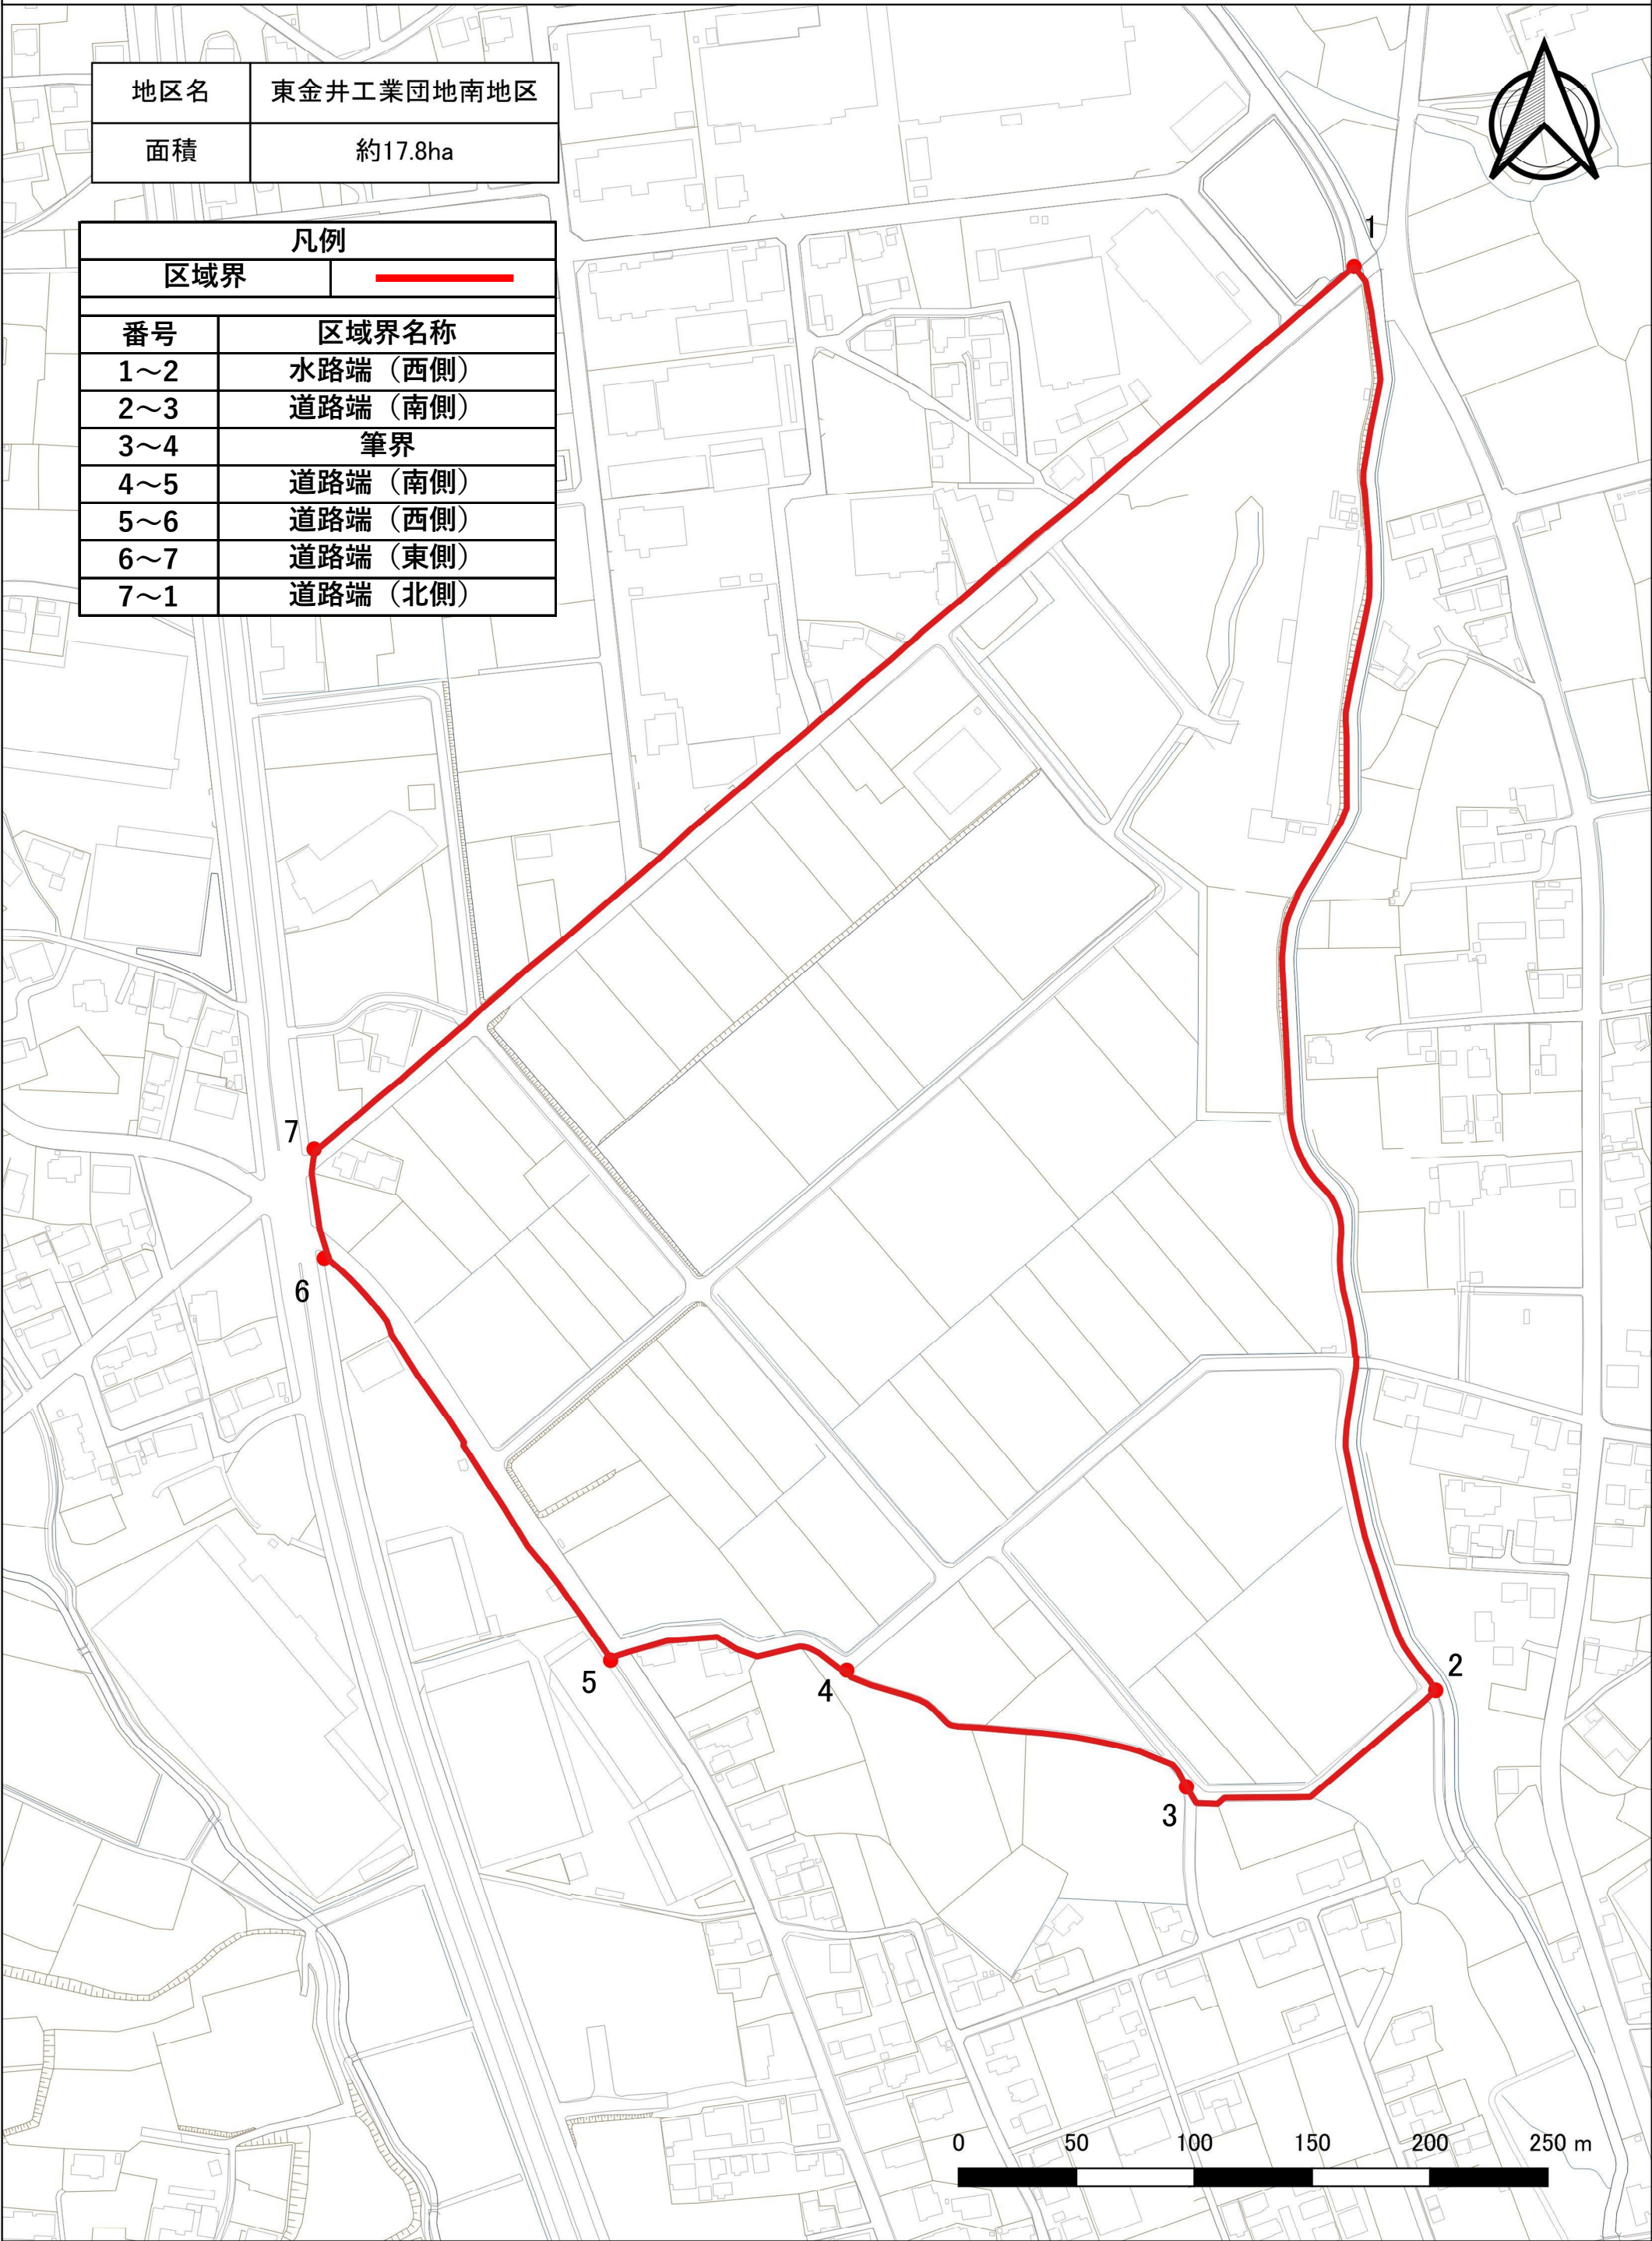 地区名 東金井工業団地南地区
面積 約17.8ha
凡例
区域界
番号 区域界名称
1～2 水路端（西側）
2～3 道路端（南側）
3～4 筆界
4～5 道路端（南側）
5～6 道路端（西側）
6～7 道路端（東側）
7～1 道路端（北側）
1
7
6
5
4
2
3
0 50 100 150 200 250 m